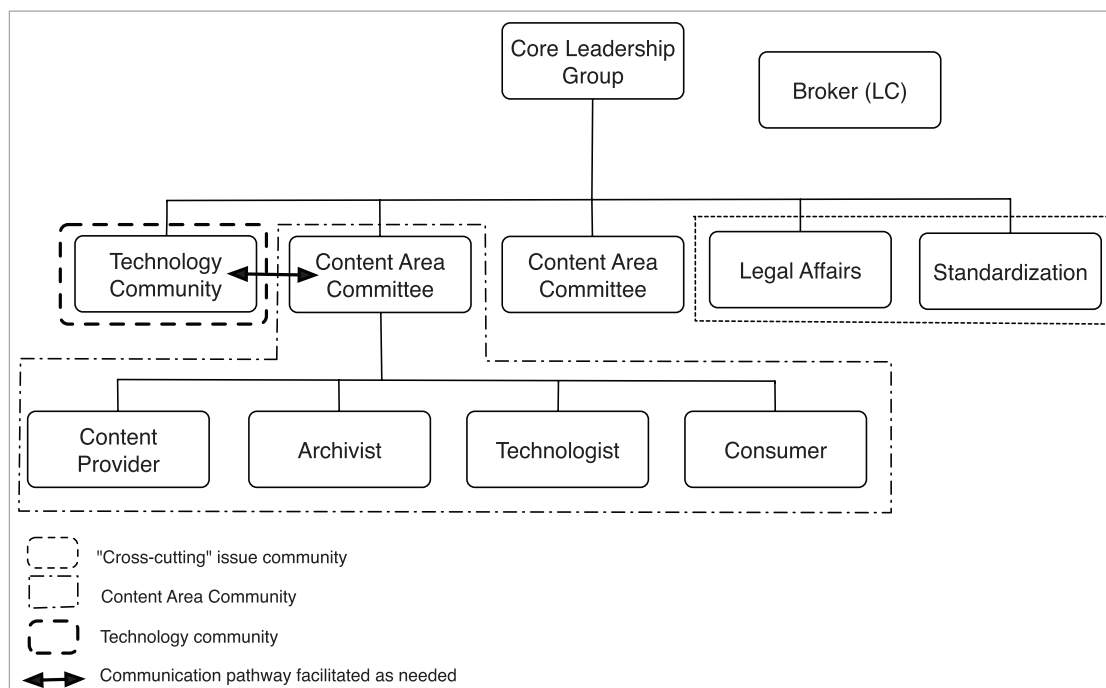 Core Leadership
Group
Broker (LC)
Technology
Community
Content Area
Committee
Content Area
Committee
Legal Affairs
Standardization
Content
Provider
Archivist
Technologist
Consumer
"Cross-cutting" issue community
Content Area Community
Technology community
Communication pathway facilitated as needed